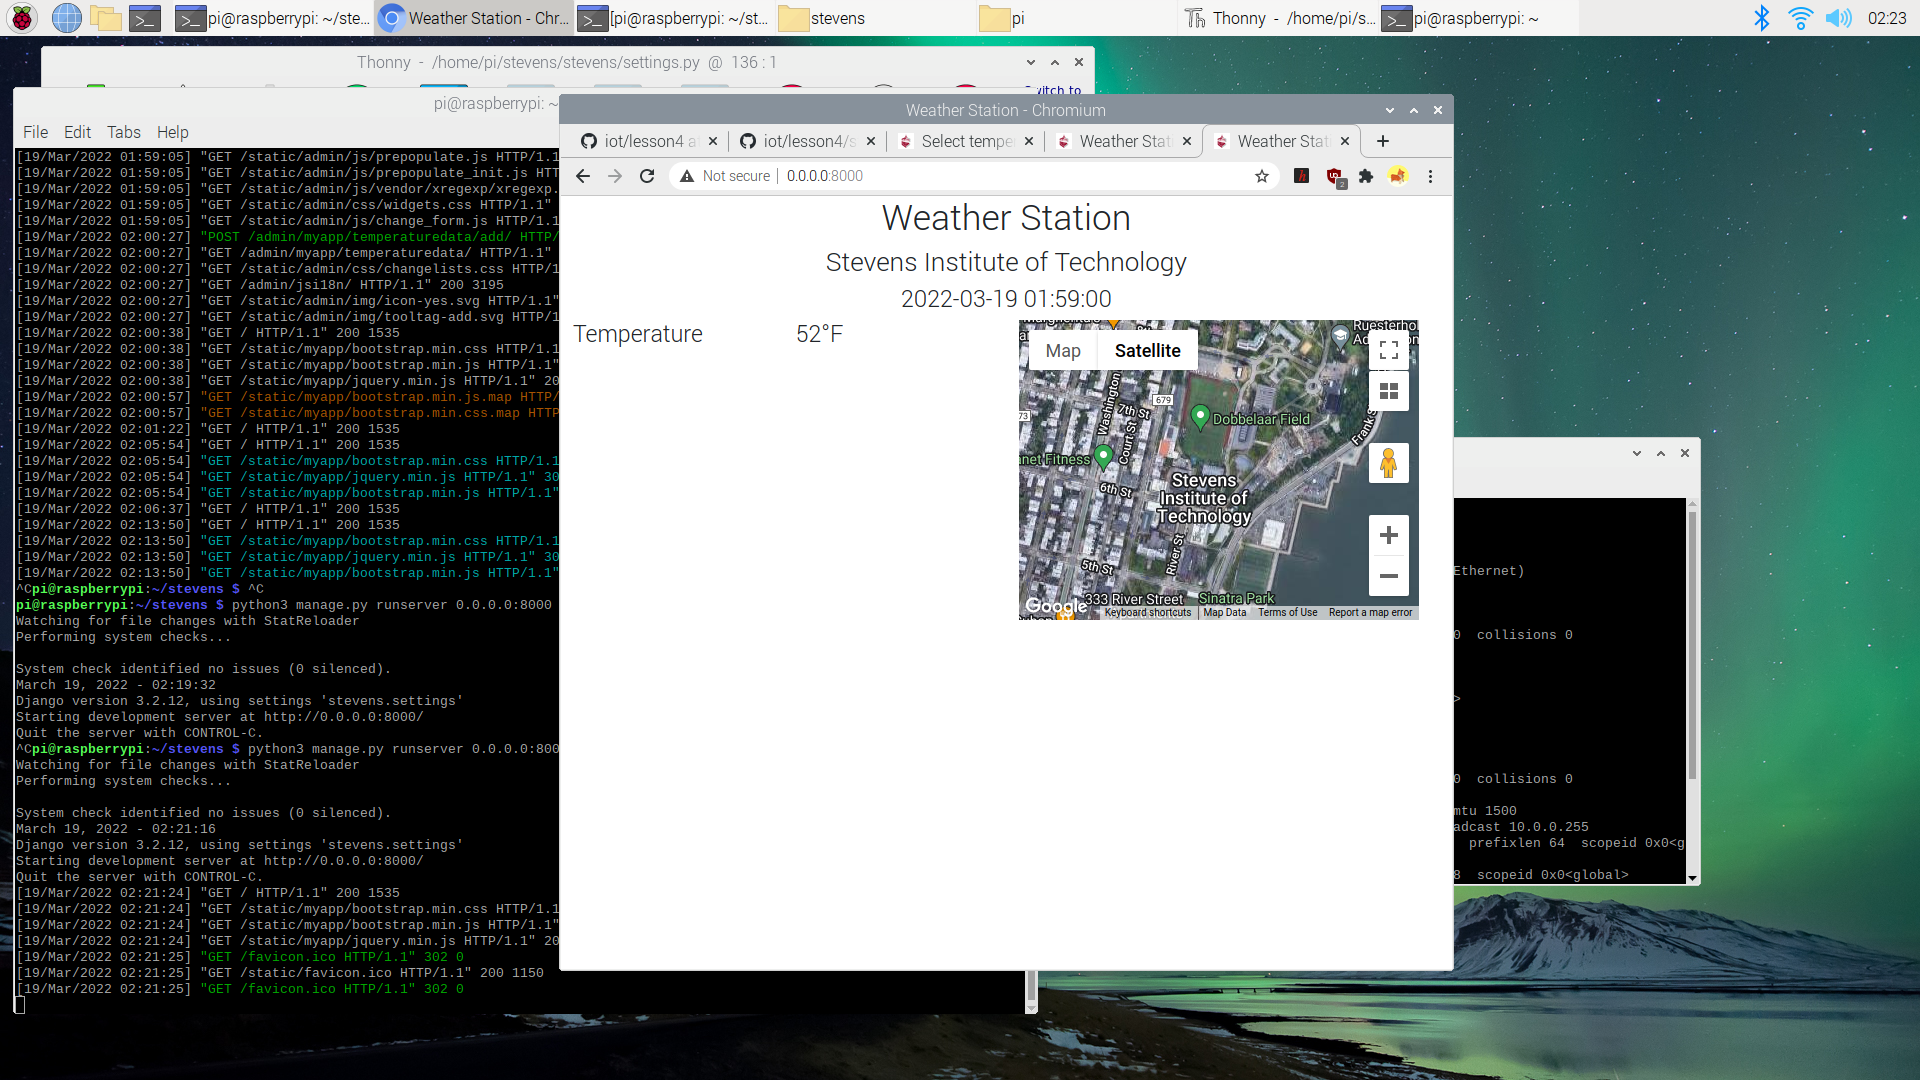 pi@raspberrypi: ~/ste...
Weather Station - Chr...
[pi@raspberrypi: ~/st...
stevens
pi
Thonny - /home/pi/s...
pi@raspberrypi: ~
02:23
Thonny - /home/pi/stevens/stevens/settings.py @ 136 : 1
Switch to
pi@raspberrypi: ~
File Edit Tabs Help
[19/Mar/2022 01:59:05] "GET /static/admin/js/prepopulate.js HTTP/1.1
[19/Mar/2022 01:59:05] "GET /static/admin/js/prepopulate_init.js HTT
[19/Mar/2022 01:59:05] "GET /static/admin/js/vendor/xregexp/xregexp.
[19/Mar/2022 01:59:05] "GET /static/admin/css/widgets.css HTTP/1.1"
[19/Mar/2022 01:59:05] "GET /static/admin/js/change_form.js HTTP/1.1
[19/Mar/2022 02:00:27] "POST /admin/myapp/temperaturedata/add/ HTTP/
[19/Mar/2022 02:00:27] "GET /admin/myapp/temperaturedata/ HTTP/1.1"
[19/Mar/2022 02:00:27] "GET /static/admin/css/changelists.css HTTP/1
[19/Mar/2022 02:00:27] "GET /admin/jsi18n/ HTTP/1.1" 200 3195
[19/Mar/2022 02:00:27] "GET /static/admin/img/icon-yes.svg HTTP/1.1"
[19/Mar/2022 02:00:27] "GET /static/admin/img/tooltag-add.svg HTTP/1
[19/Mar/2022 02:00:38] "GET / HTTP/1.1" 200 1535
[19/Mar/2022 02:00:38] "GET /static/myapp/bootstrap.min.css HTTP/1.1
[19/Mar/2022 02:00:38] "GET /static/myapp/bootstrap.min.js HTTP/1.1"
[19/Mar/2022 02:00:38] "GET /static/myapp/jquery.min.js HTTP/1.1" 20
[19/Mar/2022 02:00:57] "GET /static/myapp/bootstrap.min.js.map HTTP/
[19/Mar/2022 02:00:57] "GET /static/myapp/bootstrap.min.css.map HTTP
[19/Mar/2022 02:01:22] "GET / HTTP/1.1" 200 1535
[19/Mar/2022 02:05:54] "GET / HTTP/1.1" 200 1535
[19/Mar/2022 02:05:54] "GET /static/myapp/bootstrap.min.css HTTP/1.1
[19/Mar/2022 02:05:54] "GET /static/myapp/jquery.min.js HTTP/1.1" 30
[19/Mar/2022 02:05:54] "GET /static/myapp/bootstrap.min.js HTTP/1.1"
[19/Mar/2022 02:06:37] "GET / HTTP/1.1" 200 1535
[19/Mar/2022 02:13:50] "GET / HTTP/1.1" 200 1535
[19/Mar/2022 02:13:50] "GET /static/myapp/bootstrap.min.css HTTP/1.1
[19/Mar/2022 02:13:50] "GET /static/myapp/jquery.min.js HTTP/1.1" 30
[19/Mar/2022 02:13:50] "GET /static/myapp/bootstrap.min.js HTTP/1.1"
^Cpi@raspberrypi:~/stevens $ ^C
pi@raspberrypi:~/stevens $ python3 manage.py runserver 0.0.0.0:8000
Watching for file changes with StatReloader
Performing system checks...
System check identified no issues (0 silenced).
March 19, 2022 - 02:19:32
Django version 3.2.12, using settings 'stevens.settings'
Starting development server at http://0.0.0.0:8000/
Quit the server with CONTROL-C.
^Cpi@raspberrypi:~/stevens $ python3 manage.py runserver 0.0.0.0:800
Watching for file changes with StatReloader
Performing system checks...
System check identified no issues (0 silenced).
March 19, 2022 - 02:21:16
Django version 3.2.12, using settings 'stevens.settings'
Starting development server at http://0.0.0.0:8000/
Quit the server with CONTROL-C.
[19/Mar/2022 02:21:24] "GET / HTTP/1.1" 200 1535
[19/Mar/2022 02:21:24] "GET /static/myapp/bootstrap.min.css HTTP/1.1
[19/Mar/2022 02:21:24] "GET /static/myapp/bootstrap.min.js HTTP/1.1"
[19/Mar/2022 02:21:24] "GET /static/myapp/jquery.min.js HTTP/1.1" 20
[19/Mar/2022 02:21:25] "GET /favicon.ico HTTP/1.1" 302 0
[19/Mar/2022 02:21:25] "GET /static/favicon.ico HTTP/1.1" 200 1150
[19/Mar/2022 02:21:25] "GET /favicon.ico HTTP/1.1" 302 0
Weather Station - Chromium
iot/lesson4 a
iot/lesson4/s
Select tempe
Weather Stat
Weather Stat
Not secure
0.0.0.0:8000
2
Weather Station
Stevens Institute of Technology
2022-03-19 01:59:00
Temperature 52°F
Map Satellite
679
73
7th St
Washington
Court St
Dobbelaar Field
Frank S
net Fitness
6th St
Stevens
Institute of
Technology
River St
5th St
333 River Street
Sinatra Park
Google
Keyboard shortcuts
Map Data
Terms of Use
Report a map error
Ethernet)
0 collisions 0
>
0 collisions 0
mtu 1500
adcast 10.0.0.255
prefixlen 64 scopeid 0x0<g
8 scopeid 0x0<global>